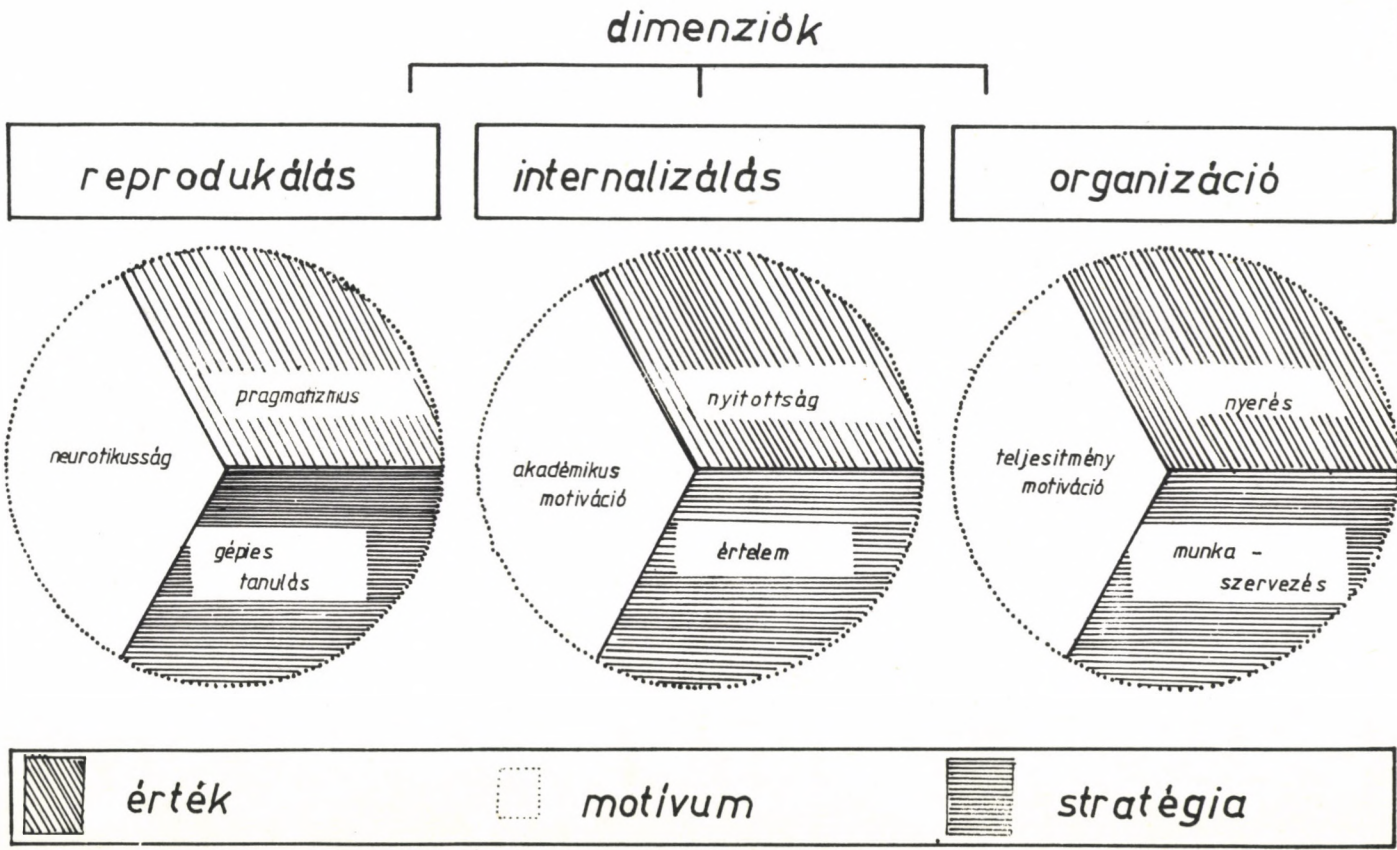 dimenziók
reprodukálás
internalizálás
organizáció
pragmatizmus
neurotikusság
gépies
tanulás
nyitottság
akadémikus
motiváció
értelem
nyerés
teljesitmény
motiváció
munka -
szervezés
érték
motívum
stratégia